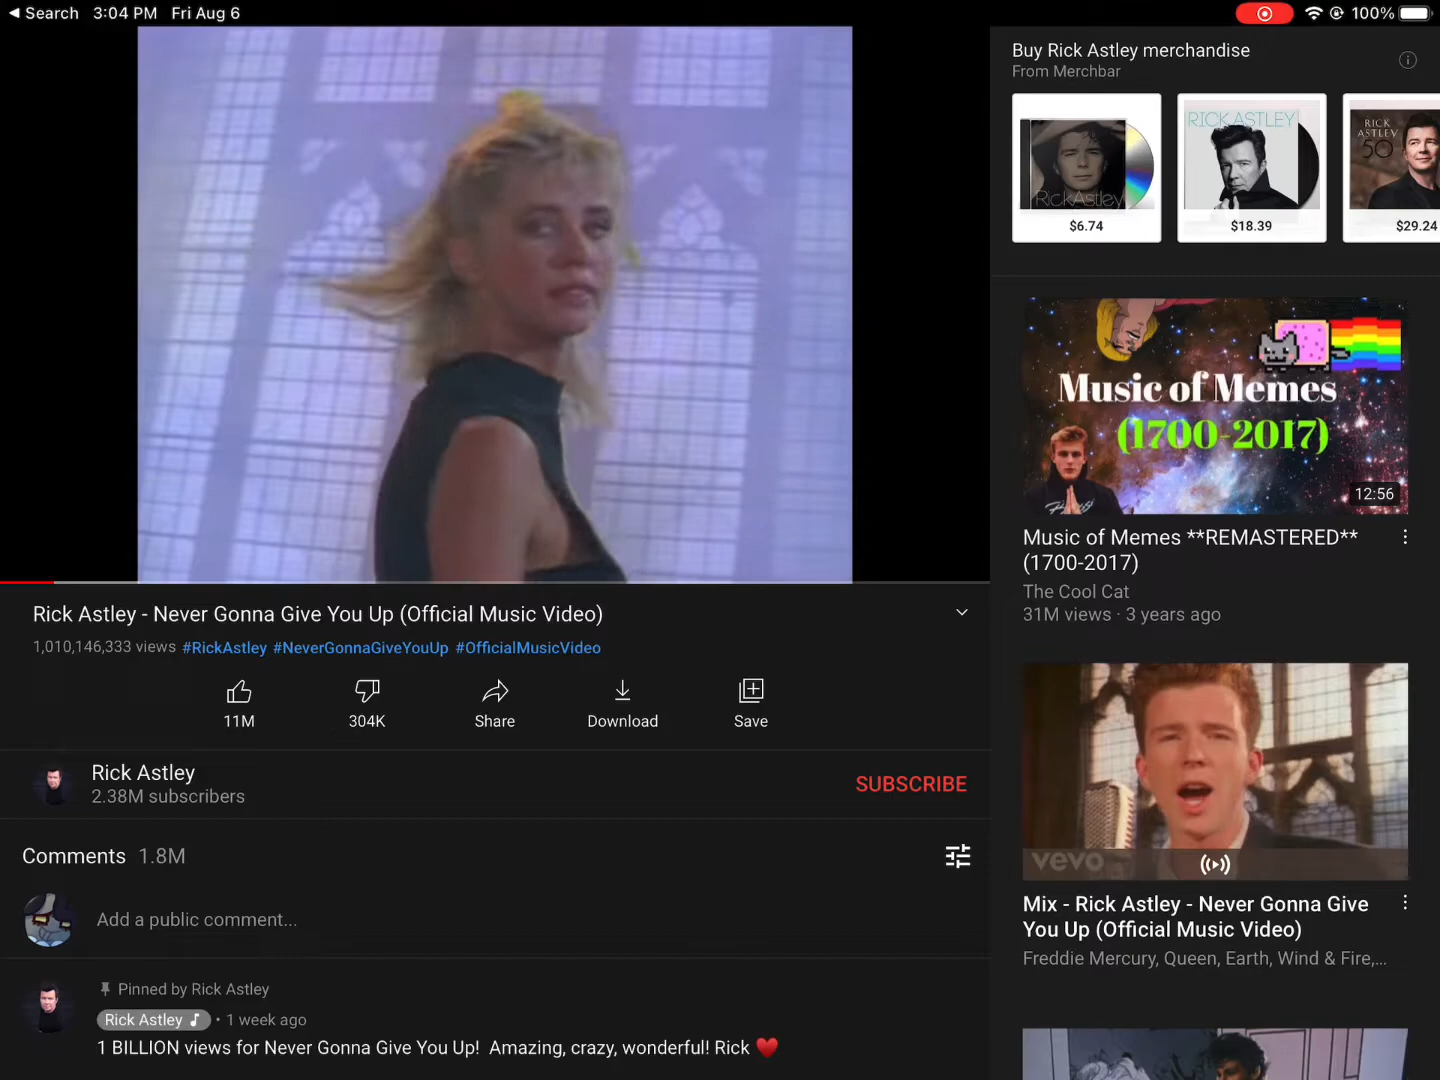 Search 3:04 PM Fri Aug 6
100%
Rick Astley - Never Gonna Give You Up (Official Music Video)
1,010,146,333 views #RickAstley #NeverGonnaGiveYouUp #OfficialMusicVideo
11M
304K
Share
Download
Save
Rick Astley
2.38M subscribers
SUBSCRIBE
Comments 1.8M
Add a public comment...
Pinned by Rick Astley
Rick Astley • 1 week ago
1 BILLION views for Never Gonna Give You Up! Amazing, crazy, wonderful! Rick ❤️
Buy Rick Astley merchandise
From Merchbar
RickAstley
$6.74
RICK ASTLEY
$18.39
RICK
ASTLEY
50
$29.24
Music of Memes
(1700-2017)
12:56
Music of Memes **REMASTERED**
(1700-2017)
The Cool Cat
31M views · 3 years ago
vevo
Mix - Rick Astley - Never Gonna Give
You Up (Official Music Video)
Freddie Mercury, Queen, Earth, Wind & Fire,...